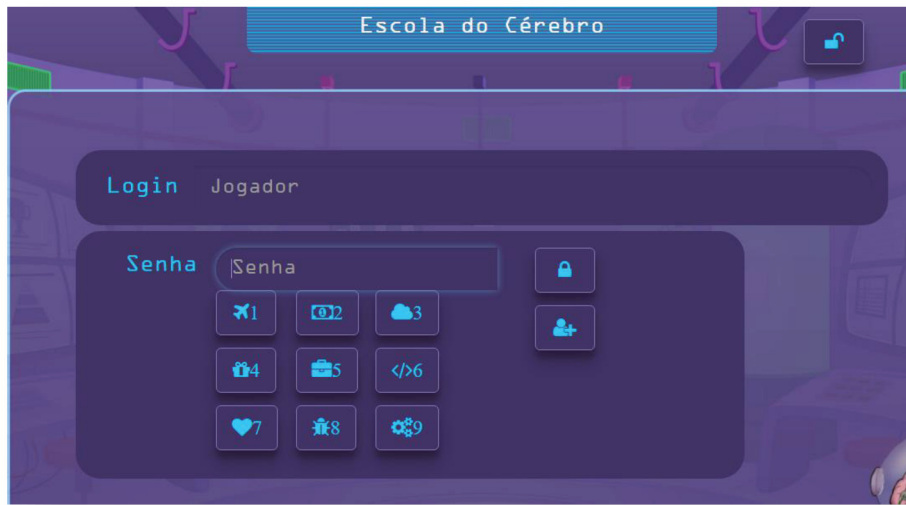 Escola do Cérebro
Login Jogador
Senha Senha
1 2 3
4 5 </>6
7 8 9